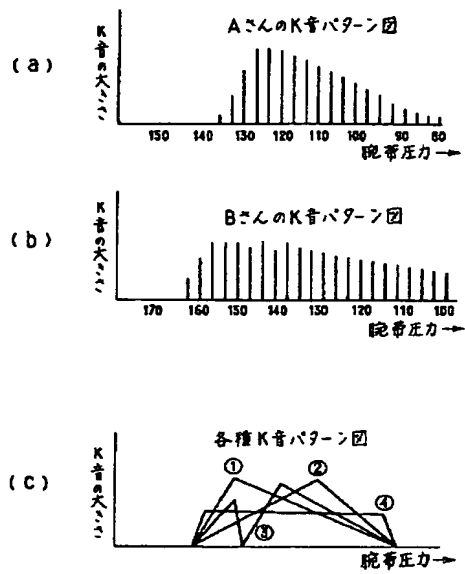 (a)
AさんのK音パターン図
K音の大きさ
150 140 130 120 110 100 90 80
腕帯圧力→
(b)
BさんのK音パターン図
K音の大きさ
170 160 150 140 130 120 110 100
腕帯圧力→
(c)
各種K音パターン図
K音の大きさ
① ② ③ ④
腕帯圧力→